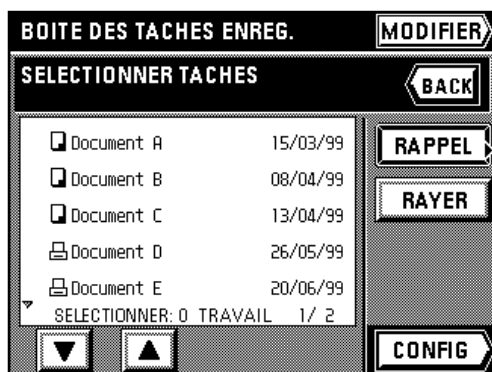 BOITE DES TACHES ENREG. MODIFIER
SELECTIONNER TACHES BACK
Document A 15/03/99 RAPPEL
Document B 08/04/99 RAYER
Document C 13/04/99
Document D 26/05/99
Document E 20/06/99
SELECTIONNER: 0 TRAVAIL 1/ 2
CONFIG